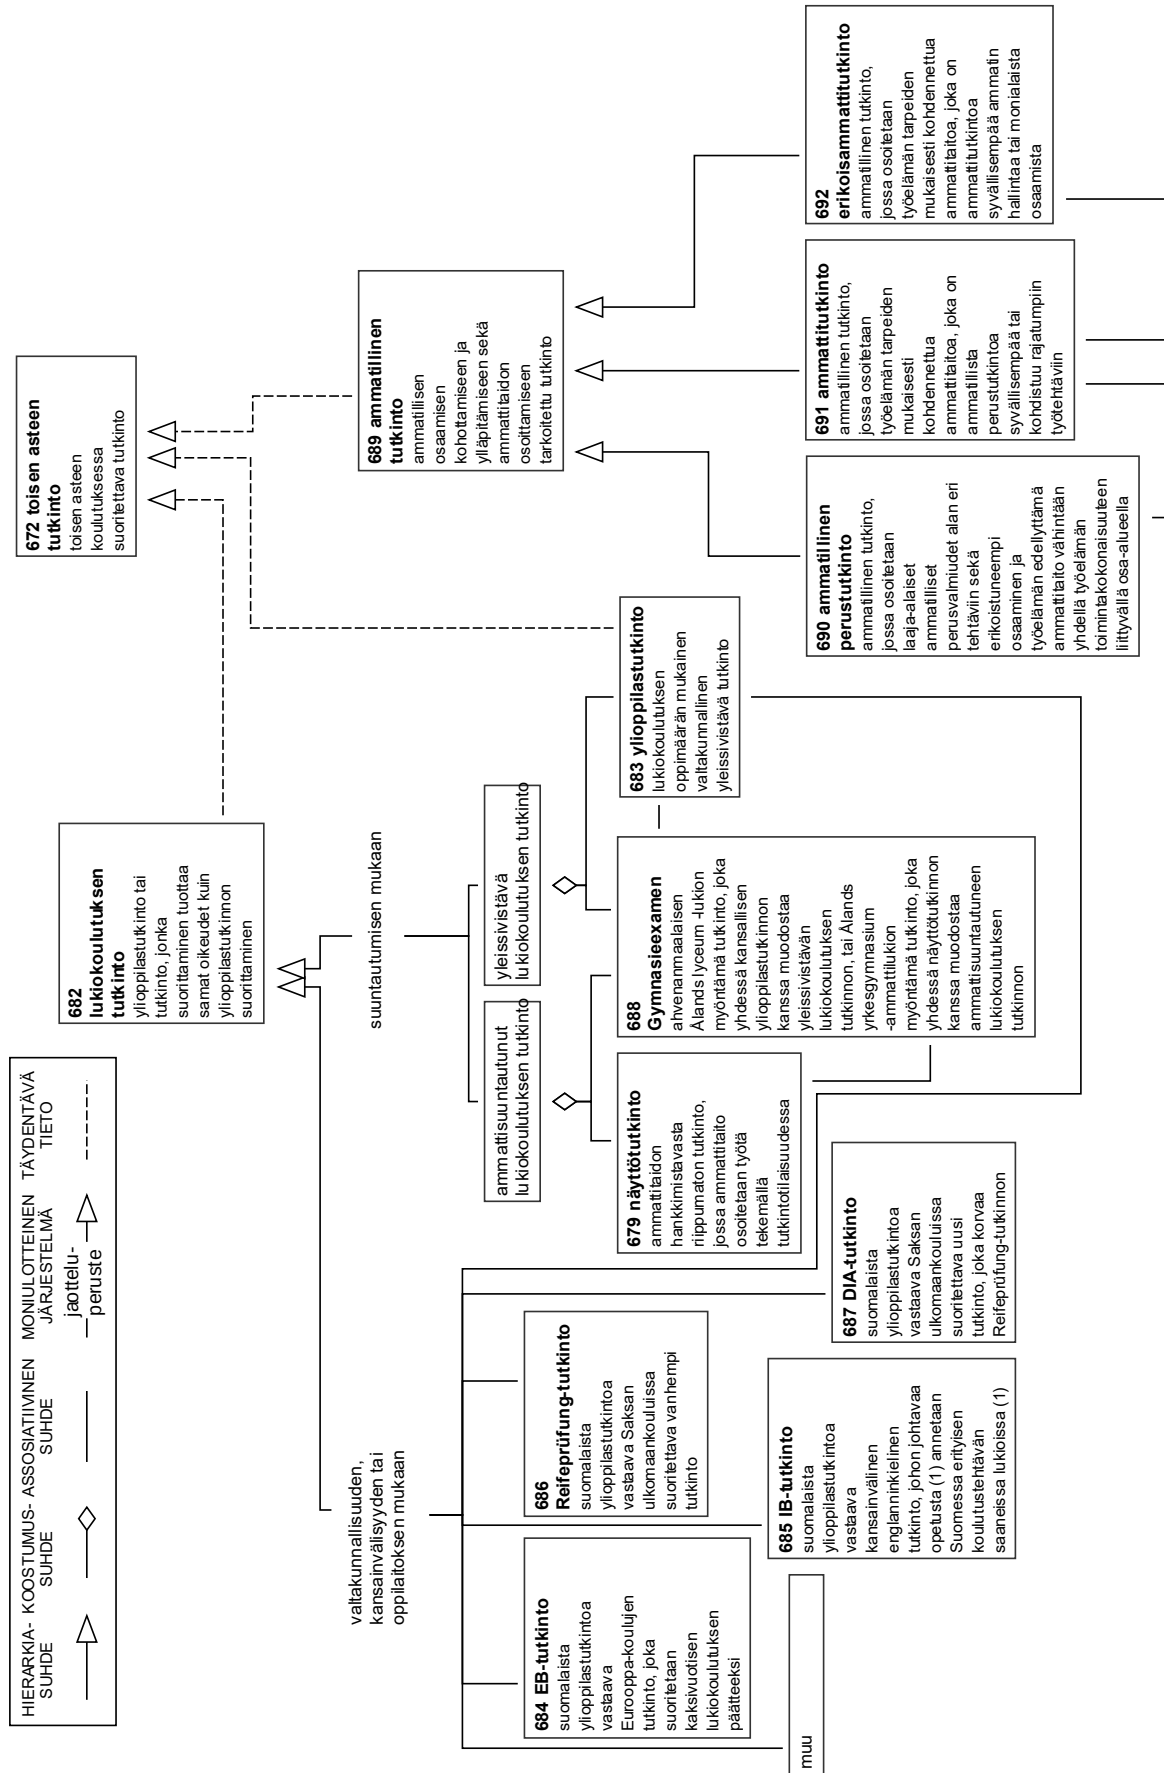 HIERARKIA-
SUHDE
KOOSTUMUS-
SUHDE
ASSOSIATIIVINEN
SUHDE
MONIULOTTEINEN
JÄRJESTELMÄ
jaottelu-
peruste
TÄYDENTÄVÄ
TIETO
672 toisen asteen
tutkinto
toisen asteen
koulutuksessa
suoritettava tutkinto
682
lukiokoulutuksen
tutkinto
ylioppilastutkinto tai
tutkinto, jonka
suorittaminen tuottaa
samat oikeudet kuin
ylioppilastutkinnon
suorittaminen
689 ammatillinen
tutkinto
ammatillisen
osaamisen
kohottamiseen ja
ylläpitämiseen sekä
ammattitaidon
osoittamiseen
tarkoitettu tutkinto
valtakunnallisuuden,
kansainvälisyyden tai
oppilaitoksen mukaan
suuntautumisen mukaan
ammattisuuntautunut
lukiokoulutuksen tutkinto
yleissivistävä
lukiokoulutuksen tutkinto
684 EB-tutkinto
suomalaista
ylioppilastutkintoa
vastaava
Eurooppa-koulujen
tutkinto, joka
suoritetaan
kaksivuotisen
lukiokoulutuksen
päätteeksi
686
Reifeprüfung-tutkinto
suomalaista
ylioppilastutkintoa
vastaava Saksan
ulkomaankouluissa
suoritettava vanhempi
tutkinto
679 näyttötutkinto
ammattitaidon
hankkimistavasta
riippumaton tutkinto,
jossa ammattitaito
osoitetaan työtä
tekemällä
tutkintotilaisuudessa
688
Gymnasieexamen
ahvenanmaalaisen
Ålands lyceum -lukion
myöntämä tutkinto, joka
yhdessä kansallisen
ylioppilastutkinnon
kanssa muodostaa
yleissivistävän
lukiokoulutuksen
tutkinnon, tai Ålands
yrkesgymnasium
-ammattilukion
myöntämä tutkinto, joka
yhdessä näyttötutkinnon
kanssa muodostaa
ammattisuuntautuneen
lukiokoulutuksen
tutkinnon
683 ylioppilastutkinto
lukiokoulutuksen
oppimäärän mukainen
valtakunnallinen
yleissivistävä tutkinto
muu
685 IB-tutkinto
suomalaista
ylioppilastutkintoa
vastaava
kansainvälinen
englanninkielinen
tutkinto, johon johtavaa
opetusta (1) annetaan
Suomessa erityisen
koulutustehtävän
saaneissa lukioissa (1)
687 DIA-tutkinto
suomalaista
ylioppilastutkintoa
vastaava Saksan
ulkomaankouluissa
suoritettava uusi
tutkinto, joka korvaa
Reifeprüfung-tutkinnon
690 ammatillinen
perustutkinto
ammatillinen tutkinto,
jossa osoitetaan
laaja-alaiset
ammatilliset
perusvalmiudet alan eri
tehtäviin sekä
erikoistuneempi
osaaminen ja
työelämän edellyttämä
ammattitaito vähintään
yhdellä työelämän
toimintakokonaisuuteen
liittyvällä osa-alueella
691 ammattitutkinto
ammatillinen tutkinto,
jossa osoitetaan
työelämän tarpeiden
mukaisesti
kohdennettua
ammattitaitoa, joka on
ammatillista
perustutkintoa
syvällisempää tai
kohdistuu rajatumpiin
työtehtäviin
692
erikoisammattitutkinto
ammatillinen tutkinto,
jossa osoitetaan
työelämän tarpeiden
mukaisesti kohdennettua
ammattitaitoa, joka on
ammattitutkintoa
syvällisempää ammatin
hallintaa tai monialaista
osaamista